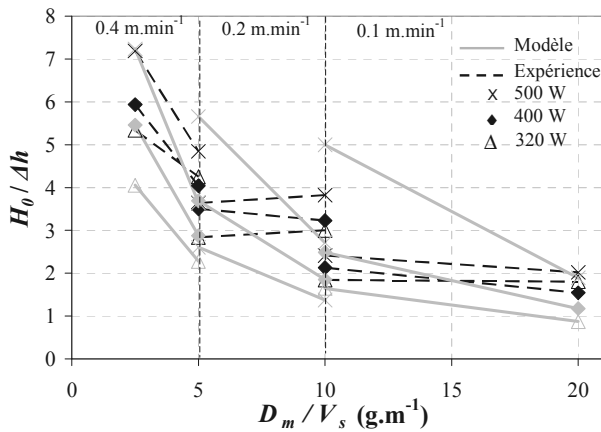 8
0.4 m.min⁻¹
0.2 m.min⁻¹
0.1 m.min⁻¹
Modèle
Expérience
500 W
400 W
320 W
7
6
5
4
3
2
1
0
H₀ / Δh
0 5 10 15 20
D_m / V_s (g.m⁻¹)